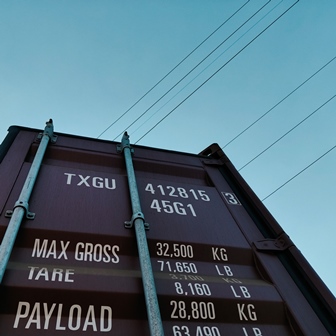 TXGU 412815 3
45G1
MAX GROSS 32,500 KG
71,650 LB
TARE 3,700 KG
8,160 LB
PAYLOAD 28,800 KG
63,490 LB